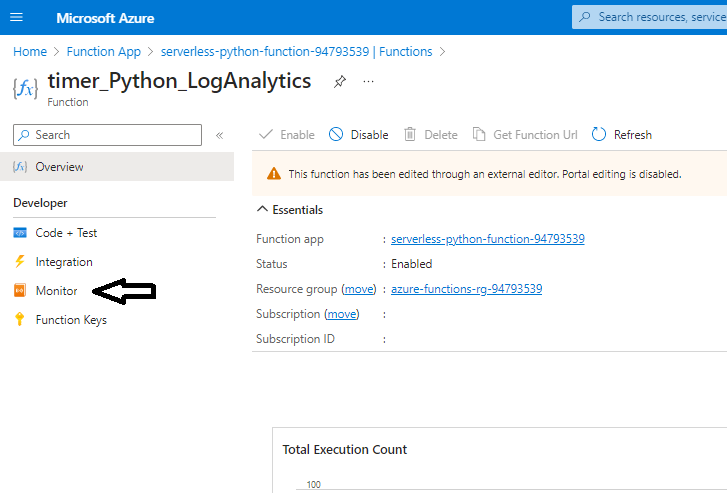 Microsoft Azure
Search resources, service
Home > Function App > serverless-python-function-94793539 | Functions >
{fx} timer_Python_LogAnalytics ...
Function
Search «
Enable Disable Delete Get Function Url Refresh
{fx} Overview
This function has been edited through an external editor. Portal editing is disabled.
Developer
Essentials
Code + Test
Integration
Monitor
Function Keys
Function app : serverless-python-function-94793539
Status : Enabled
Resource group (move) : azure-functions-rg-94793539
Subscription (move) :
Subscription ID :
Total Execution Count
100